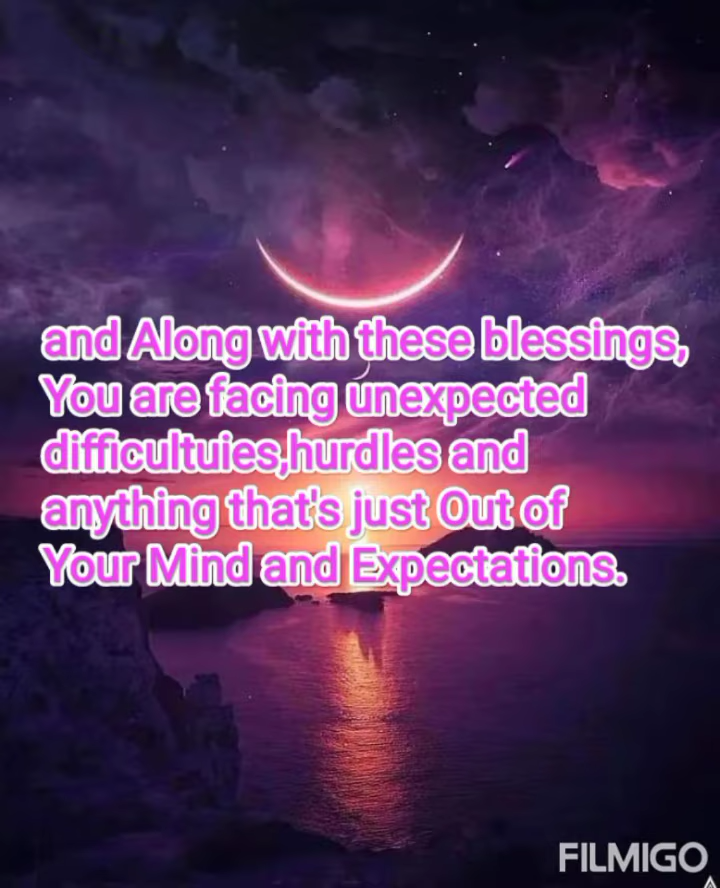 and Along with these blessings,
You are facing unexpected
difficultuies,hurdles and
anything that's just Out of
Your Mind and Expectations.
FILMIGO